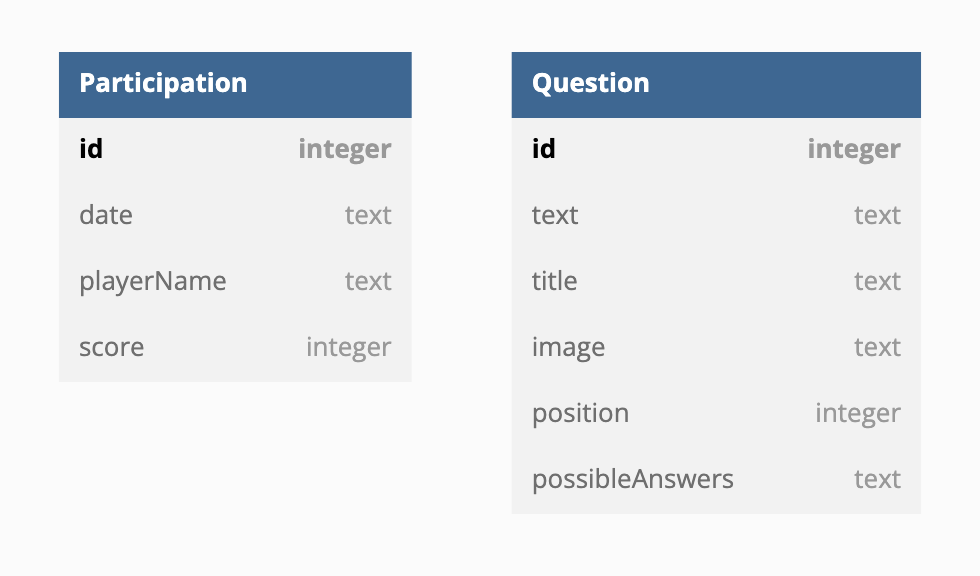 Participation
id integer
date text
playerName text
score integer
Question
id integer
text text
title text
image text
position integer
possibleAnswers text